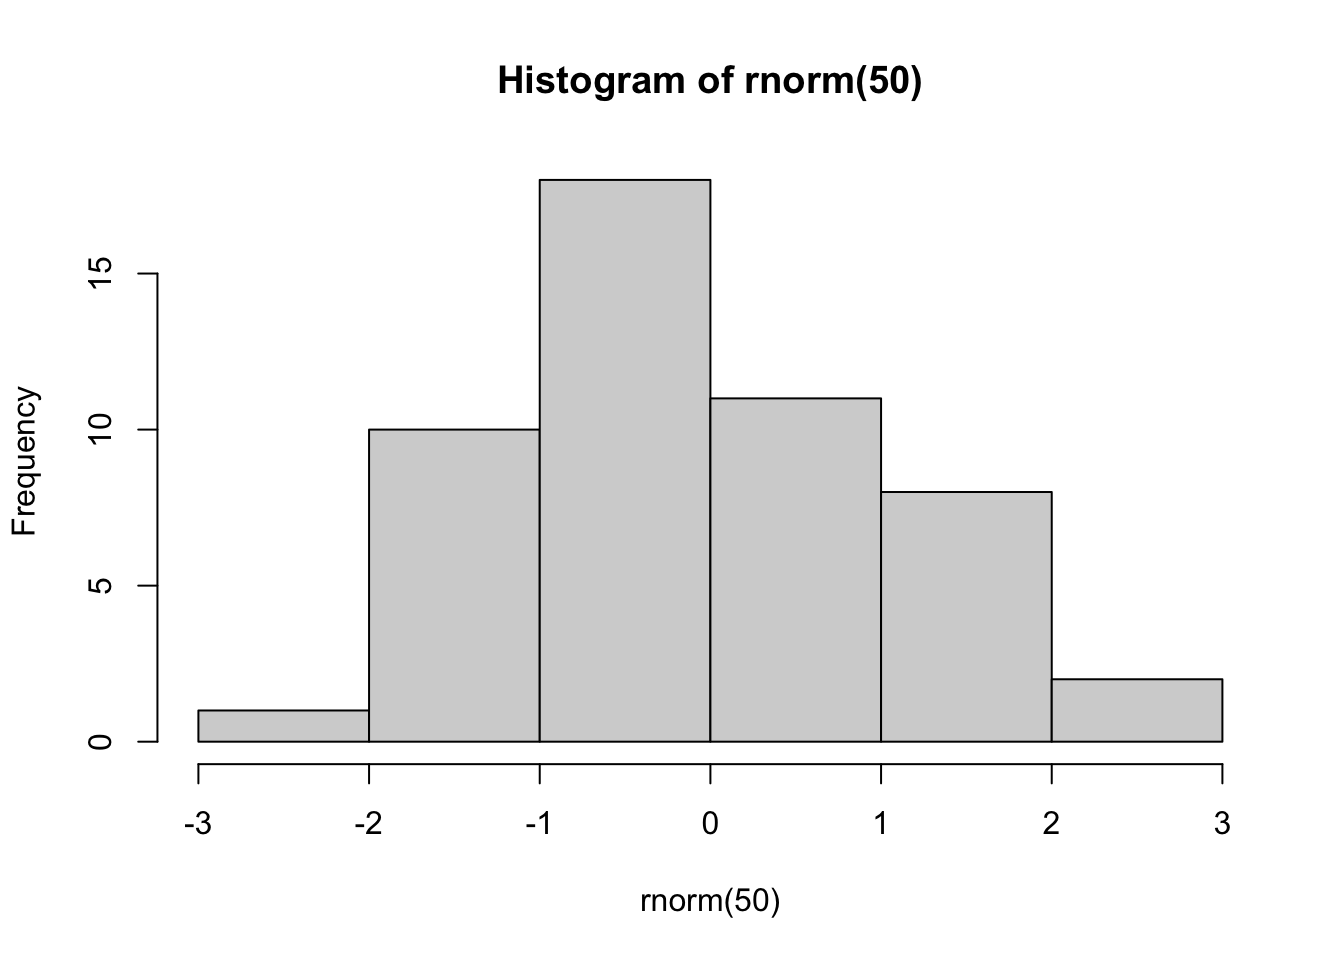 Histogram of rnorm(50)
Frequency
15
10
5
0
-3 -2 -1 0 1 2 3
rnorm(50)